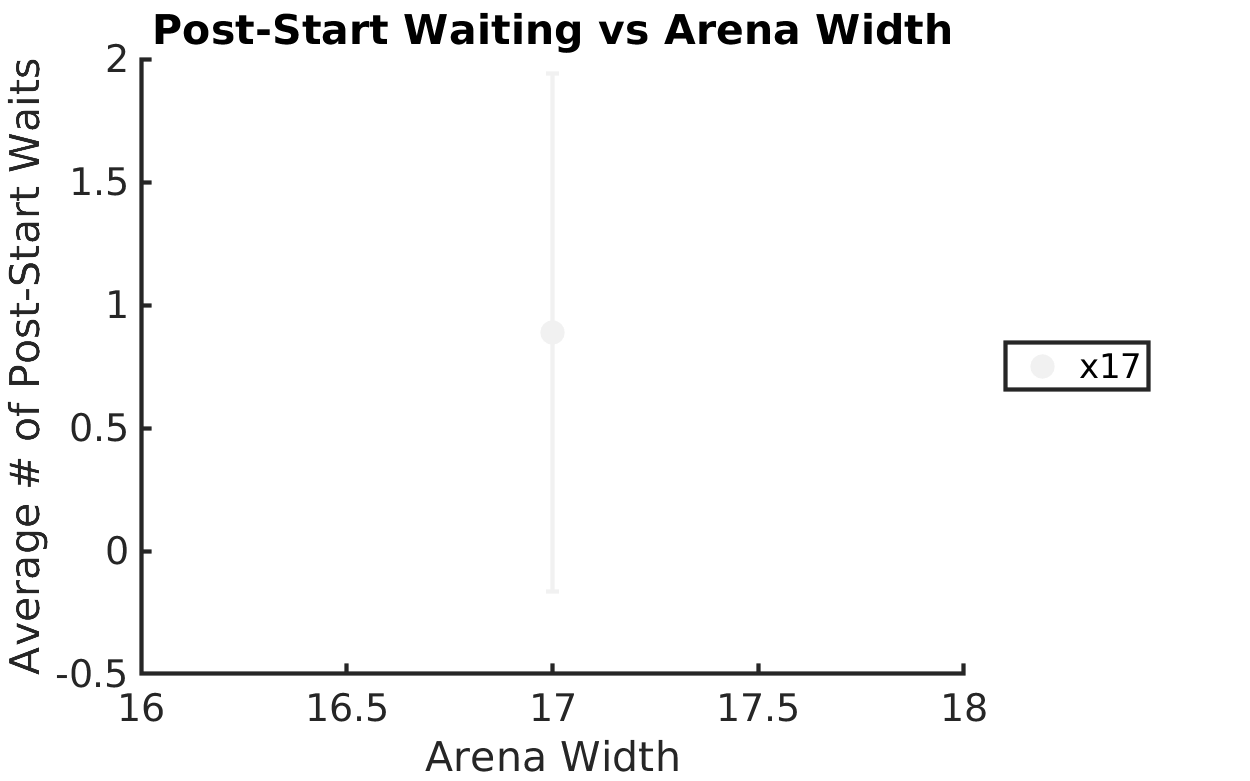 Post-Start Waiting vs Arena Width
Average # of Post-Start Waits
2
1.5
1
0.5
0
-0.5
16
16.5
17
17.5
18
Arena Width
x17